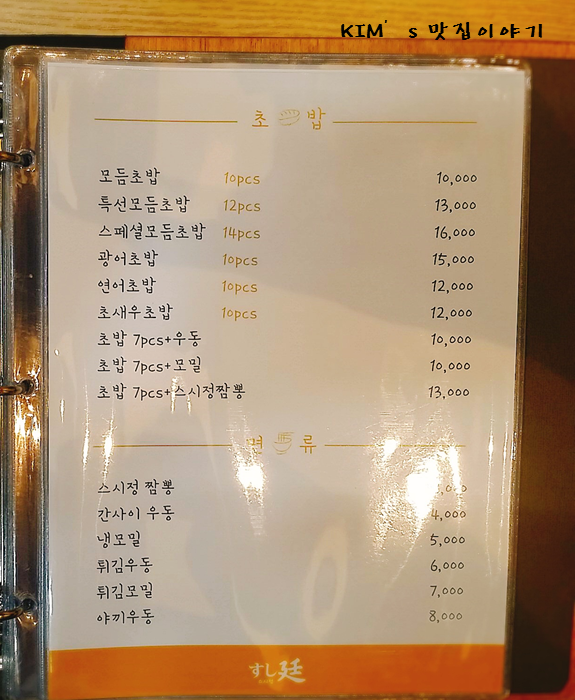 KIM's 맛집이야기
초 밥
모듬초밥 10pcs 10,000
특선모듬초밥 12pcs 13,000
스페셜모듬초밥 14pcs 16,000
광어초밥 10pcs 15,000
연어초밥 10pcs 12,000
초새우초밥 10pcs 12,000
초밥 7pcs+우동 10,000
초밥 7pcs+모밀 10,000
초밥 7pcs+스시정짬뽕 13,000
면 류
스시정 짬뽕
간사이 우동 4,000
냉모밀 5,000
튀김우동 6,000
튀김모밀 7,000
야끼우동 8,000
すし廷